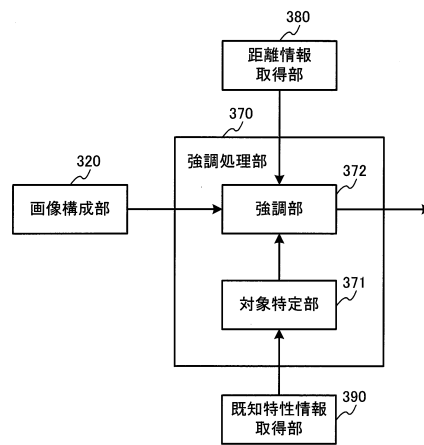 380
距離情報
取得部
370
強調処理部
372
320
画像構成部
強調部
371
対象特定部
既知特性情報
取得部
390